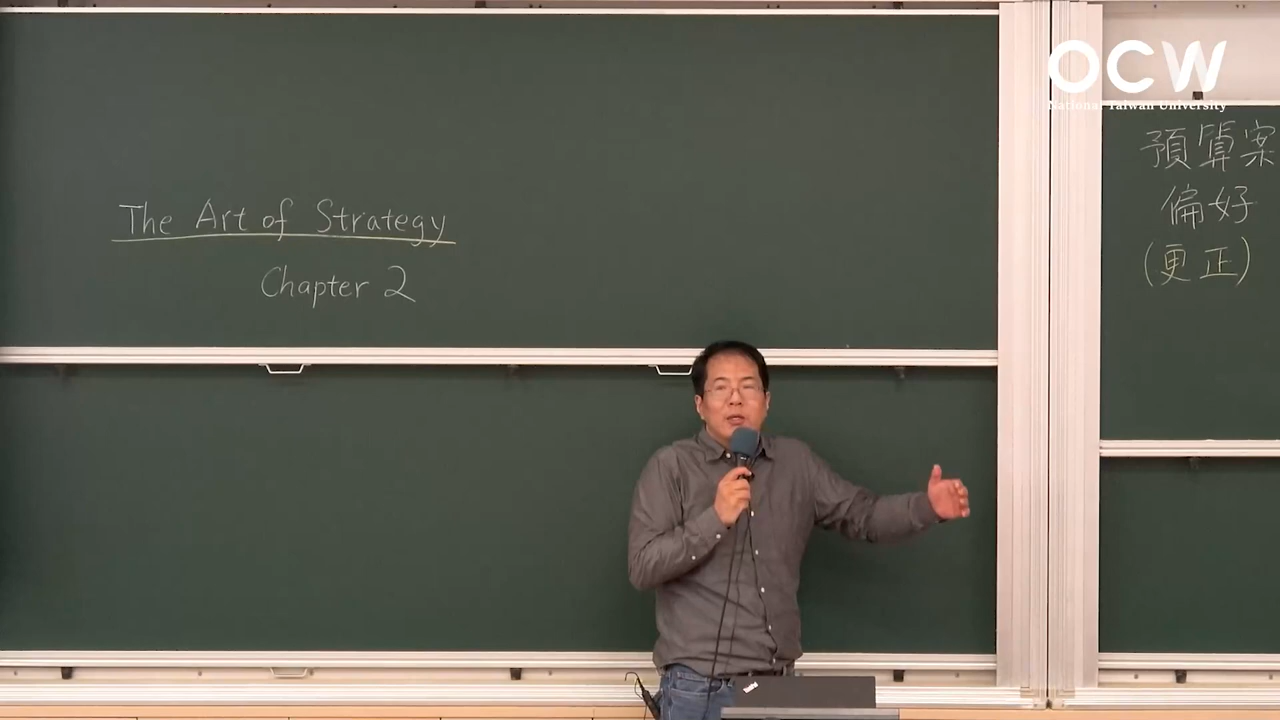 The Art of Strategy
Chapter 2
OCW
National Taiwan University
預算案
偏好
(更正)